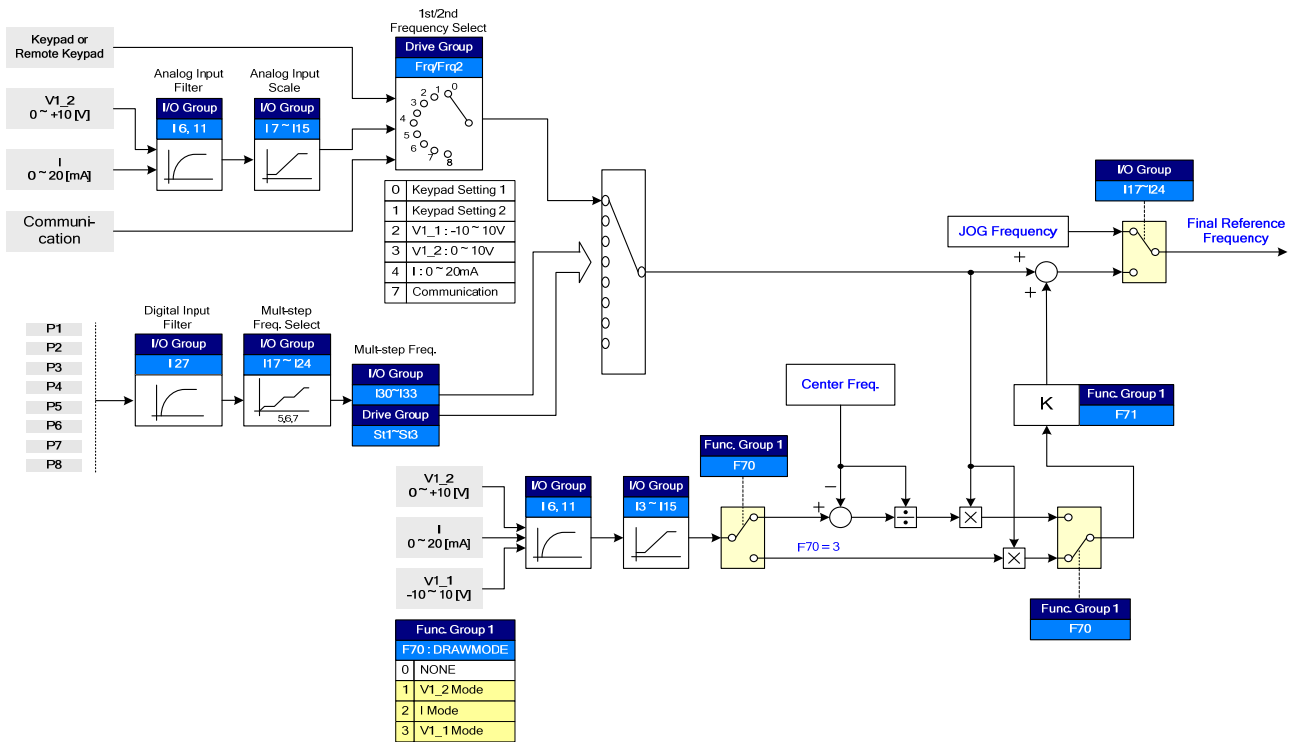 1st/2nd
Frequency Select
Drive Group
Frq/Frq2
0
1
2
3
4
5
6
7
8
Keypad or
Remote Keypad
Analog Input
Filter
I/O Group
I 6, 11
Analog Input
Scale
I/O Group
I 7 ~ I15
V1_2
0 ~ +10 [V]
I
0 ~ 20 [mA]
Communi-
cation
0 Keypad Setting 1
1 Keypad Setting 2
2 V1_1 : -10 ~ 10V
3 V1_2 : 0 ~ 10V
4 I : 0 ~ 20mA
7 Communication
I/O Group
I17~I24
JOG Frequency
Final Reference
Frequency
+
+
P1
P2
P3
P4
P5
P6
P7
P8
Digital Input
Filter
I/O Group
I 27
Mult-step
Freq. Select
I/O Group
I17 ~ I24
5,6,7
Mult-step Freq.
I/O Group
I30~I33
Drive Group
St1~St3
Center Freq.
K
Func. Group 1
F71
V1_2
0 ~ +10 [V]
I
0 ~ 20 [mA]
V1_1
-10 ~ 10 [V]
I/O Group
I 6, 11
I/O Group
I3 ~ I15
Func. Group 1
F70
−
+
÷
×
F70 = 3
×
Func. Group 1
F70
Func. Group 1
F70 : DRAWMODE
0 NONE
1 V1_2 Mode
2 I Mode
3 V1_1 Mode